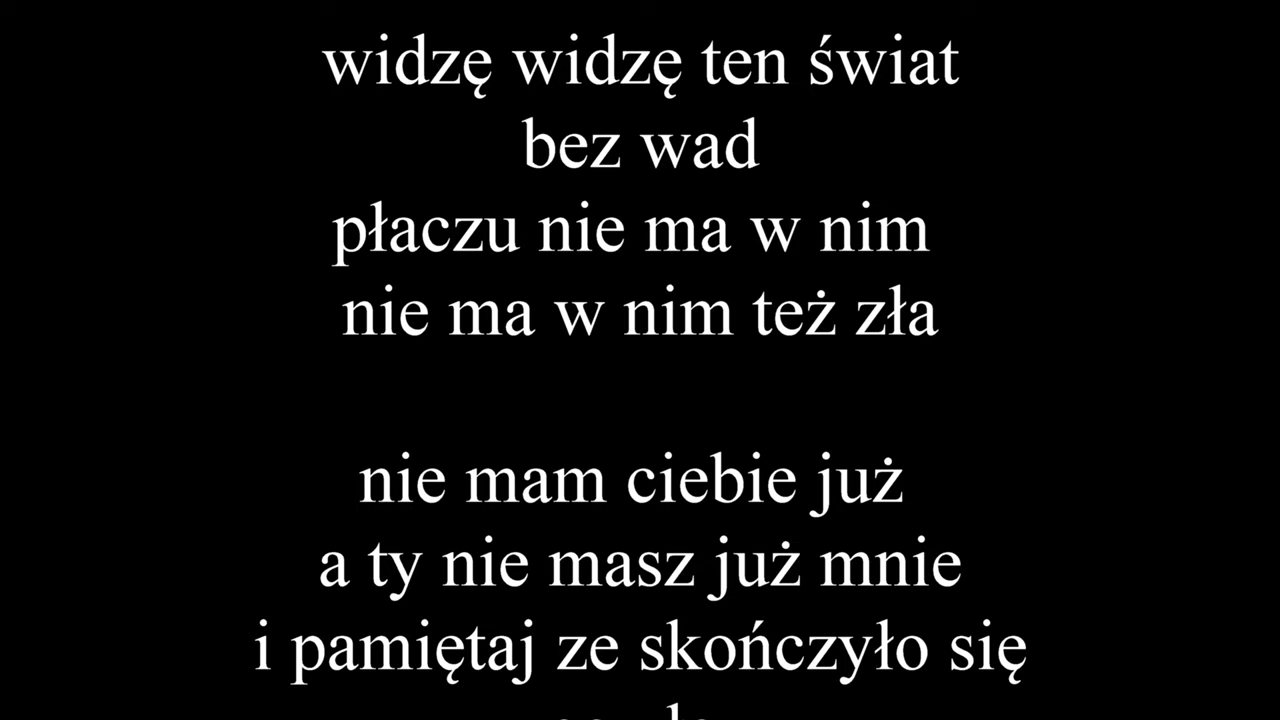 widzę widzę ten świat
bez wad
płaczu nie ma w nim
nie ma w nim też zła
nie mam ciebie już
a ty nie masz już mnie
i pamiętaj ze skończyło się